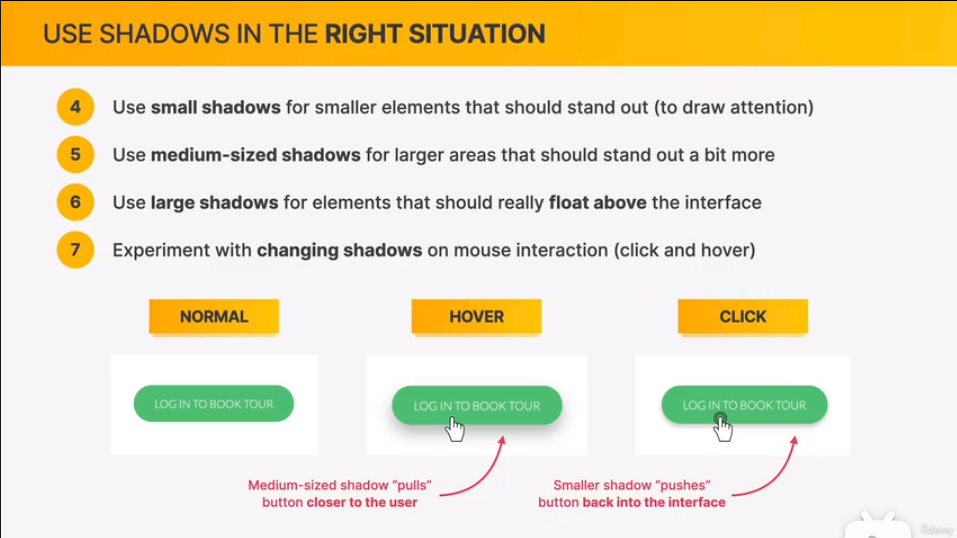 USE SHADOWS IN THE RIGHT SITUATION
4 Use small shadows for smaller elements that should stand out (to draw attention)
5 Use medium-sized shadows for larger areas that should stand out a bit more
6 Use large shadows for elements that should really float above the interface
7 Experiment with changing shadows on mouse interaction (click and hover)
NORMAL
HOVER
CLICK
LOG IN TO BOOK TOUR
LOG IN TO BOOK TOUR
LOG IN TO BOOK TOUR
Medium-sized shadow "pulls"
button closer to the user
Smaller shadow "pushes"
button back into the interface
Udemy